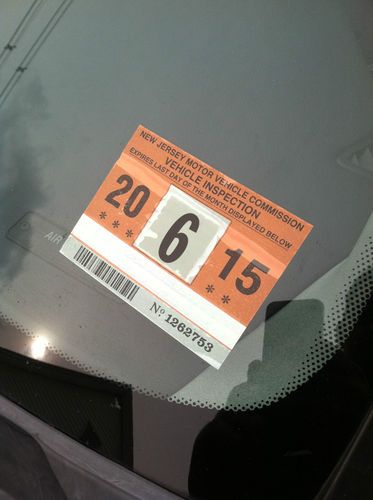 NEW JERSEY MOTOR VEHICLE COMMISSION
VEHICLE INSPECTION
EXPIRES LAST DAY OF THE MONTH DISPLAYED BELOW
20 6 15
* * * * *
Nº 1262753
AIR